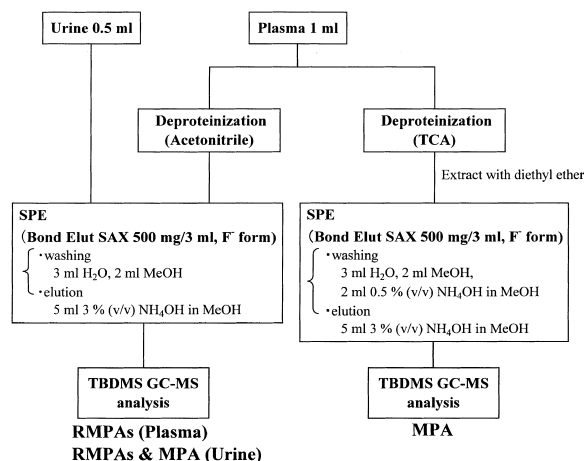 Urine 0.5 ml
Plasma 1 ml
Deproteinization
(Acetonitrile)
Deproteinization
(TCA)
Extract with diethyl ether
SPE
(Bond Elut SAX 500 mg/3 ml, F⁻ form)
・washing
3 ml H₂O, 2 ml MeOH
・elution
5 ml 3 % (v/v) NH₄OH in MeOH
SPE
(Bond Elut SAX 500 mg/3 ml, F⁻ form)
・washing
3 ml H₂O, 2 ml MeOH,
2 ml 0.5 % (v/v) NH₄OH in MeOH
・elution
5 ml 3 % (v/v) NH₄OH in MeOH
TBDMS GC-MS
analysis
TBDMS GC-MS
analysis
RMPAs (Plasma)
RMPAs & MPA (Urine)
MPA